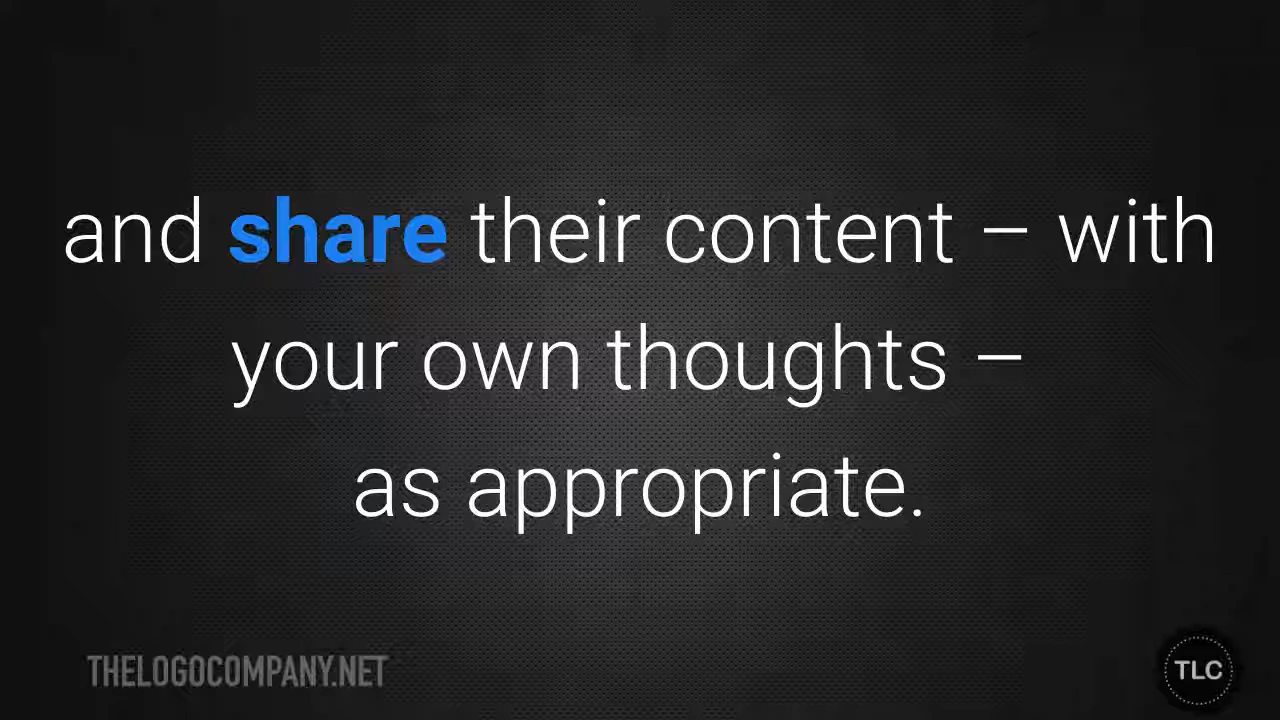 and share their content – with
your own thoughts –
as appropriate.
THELOGOCOMPANY.NET
TLC